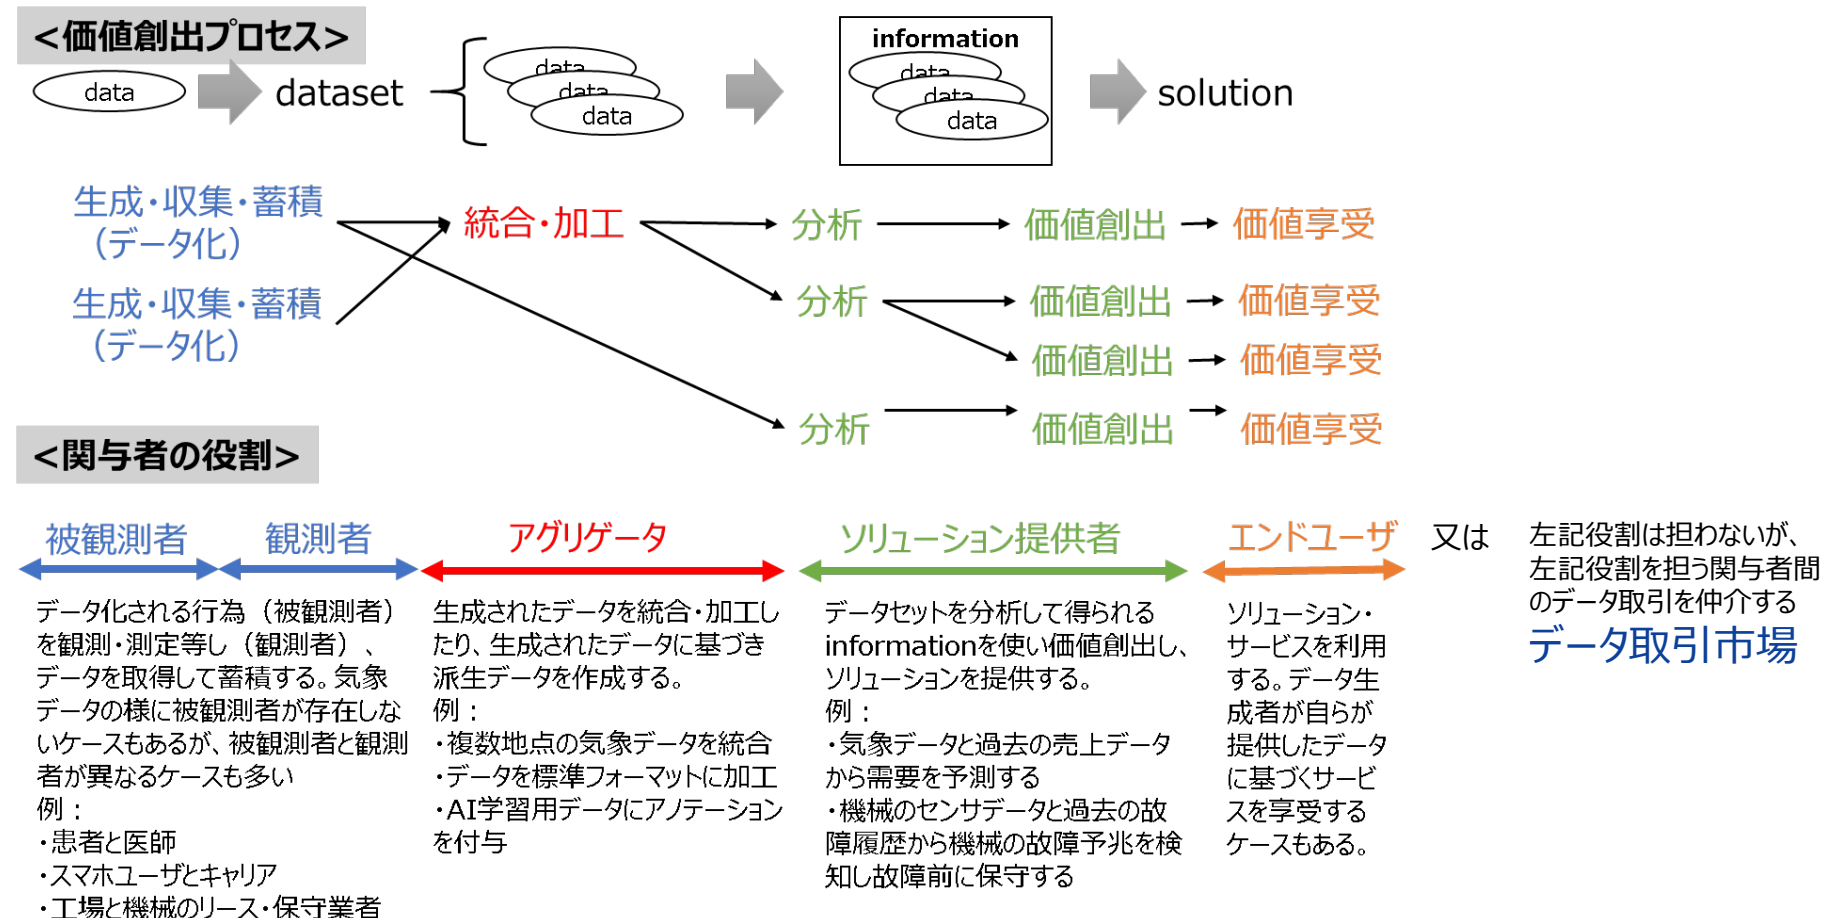 <価値創出プロセス>
data
dataset
data
data
data
information
data
data
data
solution
生成・収集・蓄積
（データ化）
統合・加工
分析
価値創出
価値享受
生成・収集・蓄積
（データ化）
分析
価値創出
価値享受
価値創出
価値享受
分析
価値創出
価値享受
<関与者の役割>
被観測者
観測者
アグリゲータ
ソリューション提供者
エンドユーザ
又は
データ化される行為（被観測者）
を観測・測定等し（観測者）、
データを取得して蓄積する。気象
データの様に被観測者が存在しな
いケースもあるが、被観測者と観測
者が異なるケースも多い
例：
・患者と医師
・スマホユーザとキャリア
・工場と機械のリース・保守業者
生成されたデータを統合・加工し
たり、生成されたデータに基づき
派生データを作成する。
例：
・複数地点の気象データを統合
・データを標準フォーマットに加工
・AI学習用データにアノテーション
を付与
データセットを分析して得られる
informationを使い価値創出し、
ソリューションを提供する。
例：
・気象データと過去の売上データ
から需要を予測する
・機械のセンサデータと過去の故
障履歴から機械の故障予兆を検
知し故障前に保守する
ソリューション・
サービスを利用
する。データ生
成者が自らが
提供したデータ
に基づくサービ
スを享受する
ケースもある。
左記役割は担わないが、
左記役割を担う関与者間
のデータ取引を仲介する
データ取引市場